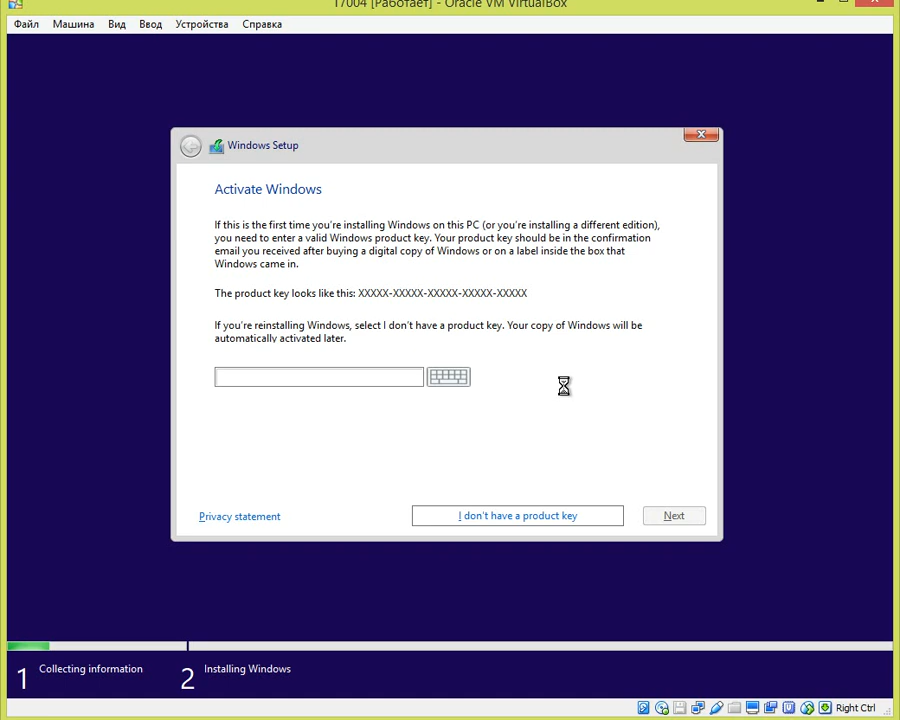 17004 [Работает] - Oracle VM VirtualBox
Файл Машина Вид Ввод Устройства Справка
Windows Setup
Activate Windows
If this is the first time you're installing Windows on this PC (or you're installing a different edition),
you need to enter a valid Windows product key. Your product key should be in the confirmation
email you received after buying a digital copy of Windows or on a label inside the box that
Windows came in.
The product key looks like this: XXXXX-XXXXX-XXXXX-XXXXX-XXXXX
If you're reinstalling Windows, select I don't have a product key. Your copy of Windows will be
automatically activated later.
Privacy statement
I don't have a product key
Next
1 Collecting information
2 Installing Windows
Right Ctrl